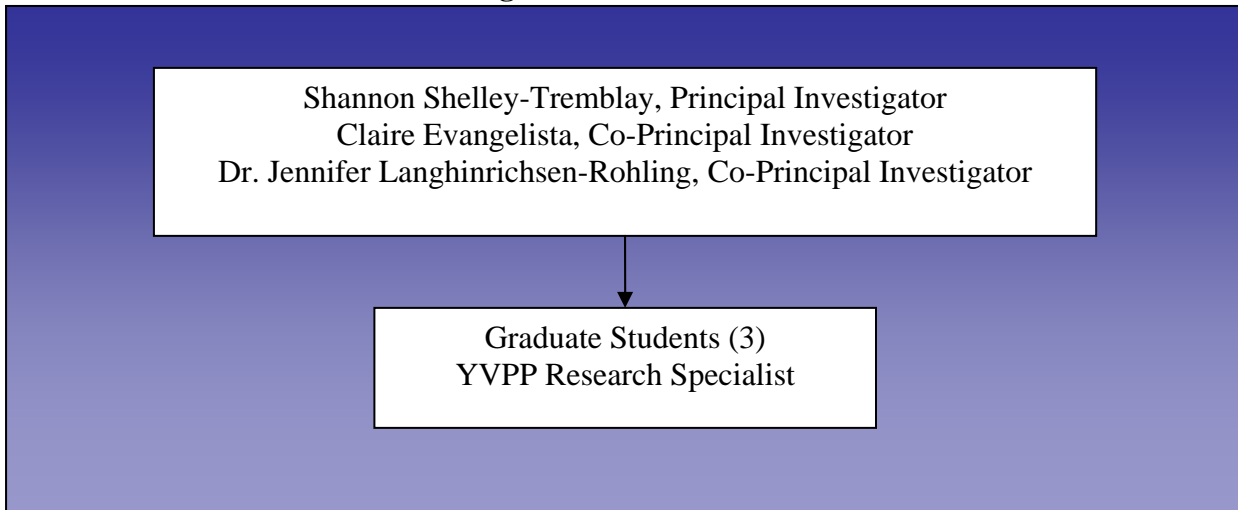 Shannon Shelley-Tremblay, Principal Investigator
Claire Evangelista, Co-Principal Investigator
Dr. Jennifer Langhinrichsen-Rohling, Co-Principal Investigator
Graduate Students (3)
YVPP Research Specialist